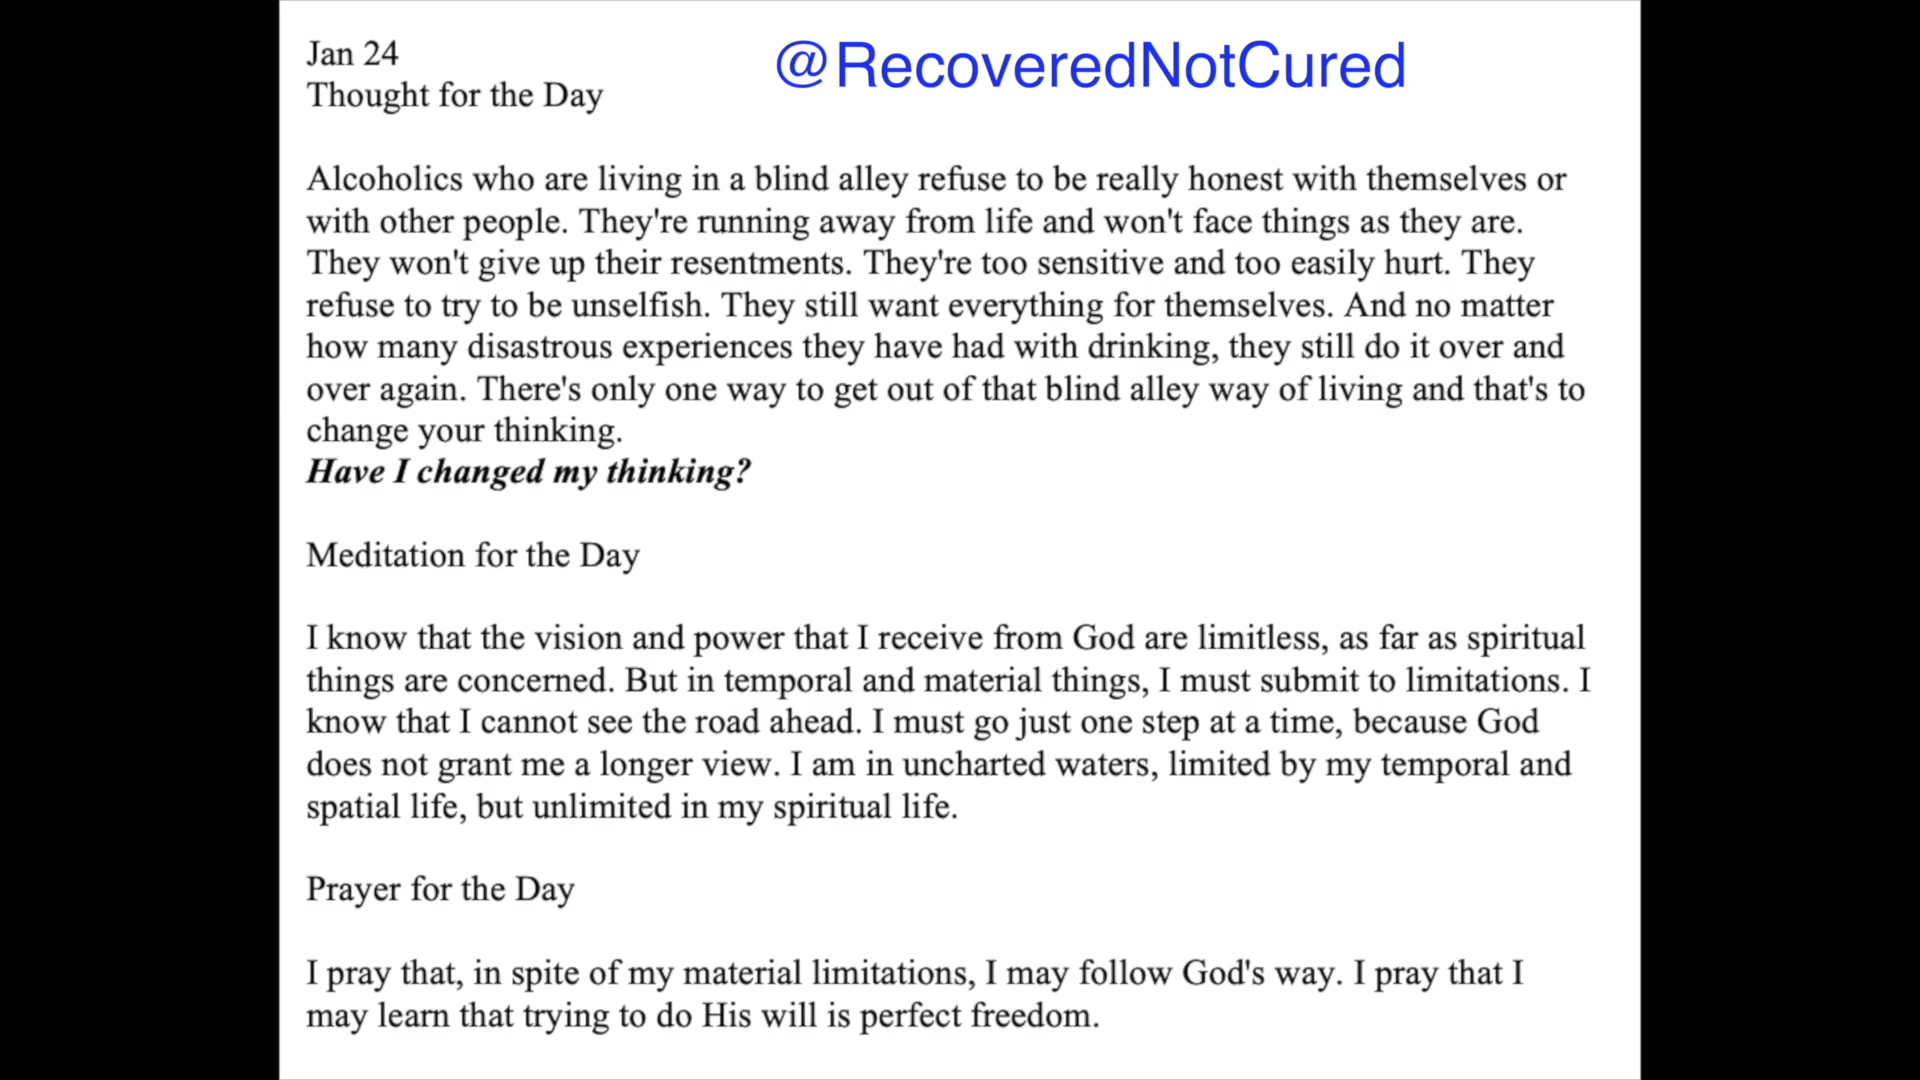 Jan 24
@RecoveredNotCured
Thought for the Day
Alcoholics who are living in a blind alley refuse to be really honest with themselves or
with other people. They're running away from life and won't face things as they are.
They won't give up their resentments. They're too sensitive and too easily hurt. They
refuse to try to be unselfish. They still want everything for themselves. And no matter
how many disastrous experiences they have had with drinking, they still do it over and
over again. There's only one way to get out of that blind alley way of living and that's to
change your thinking.
Have I changed my thinking?
Meditation for the Day
I know that the vision and power that I receive from God are limitless, as far as spiritual
things are concerned. But in temporal and material things, I must submit to limitations. I
know that I cannot see the road ahead. I must go just one step at a time, because God
does not grant me a longer view. I am in uncharted waters, limited by my temporal and
spatial life, but unlimited in my spiritual life.
Prayer for the Day
I pray that, in spite of my material limitations, I may follow God's way. I pray that I
may learn that trying to do His will is perfect freedom.